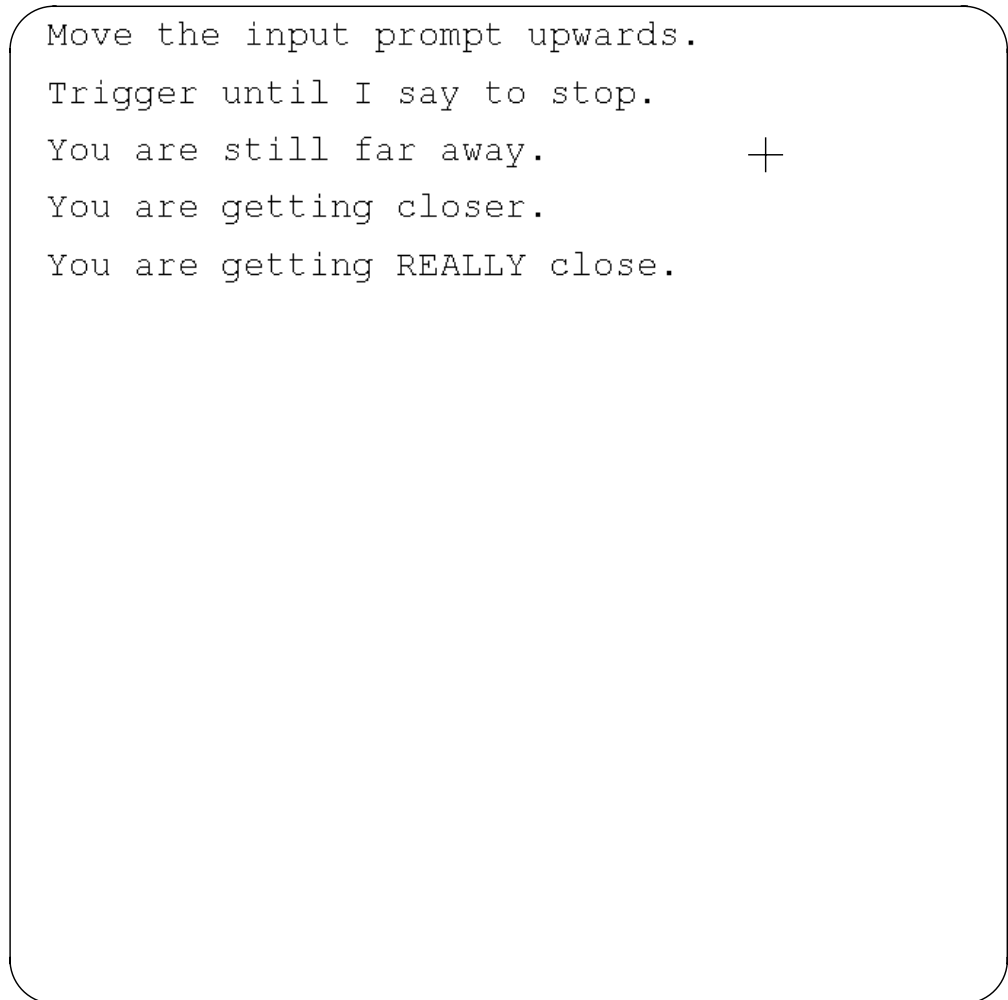 Move the input prompt upwards.
Trigger until I say to stop.
You are still far away.
You are getting closer.
You are getting REALLY close.